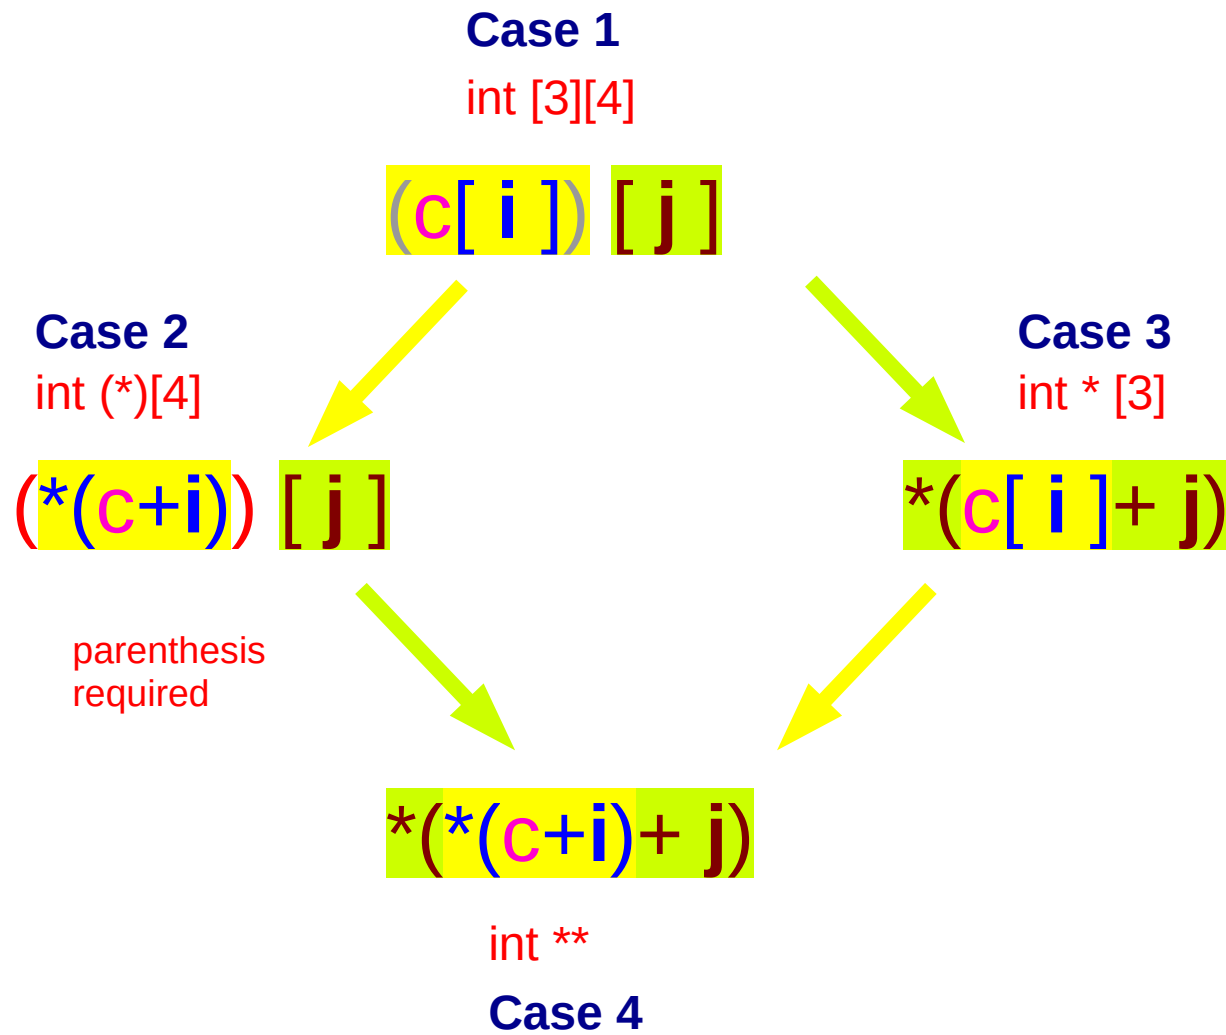 Case 1
int [3][4]
(c[ i ]) [ j ]
Case 2
int (*)[4]
(*(c+i)) [ j ]
parenthesis
required
Case 3
int * [3]
*(c[ i ]+ j)
*(*(c+i)+ j)
int **
Case 4